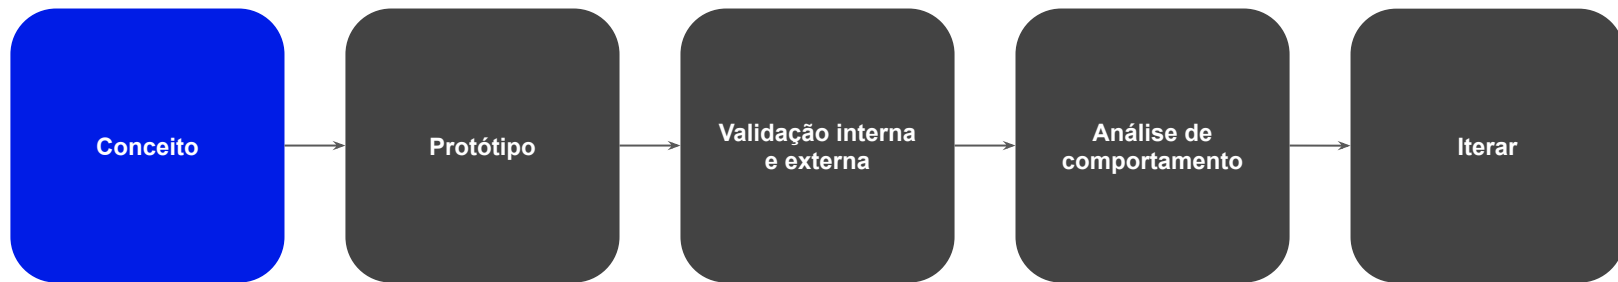 Conceito
Protótipo
Validação interna
e externa
Análise de
comportamento
Iterar